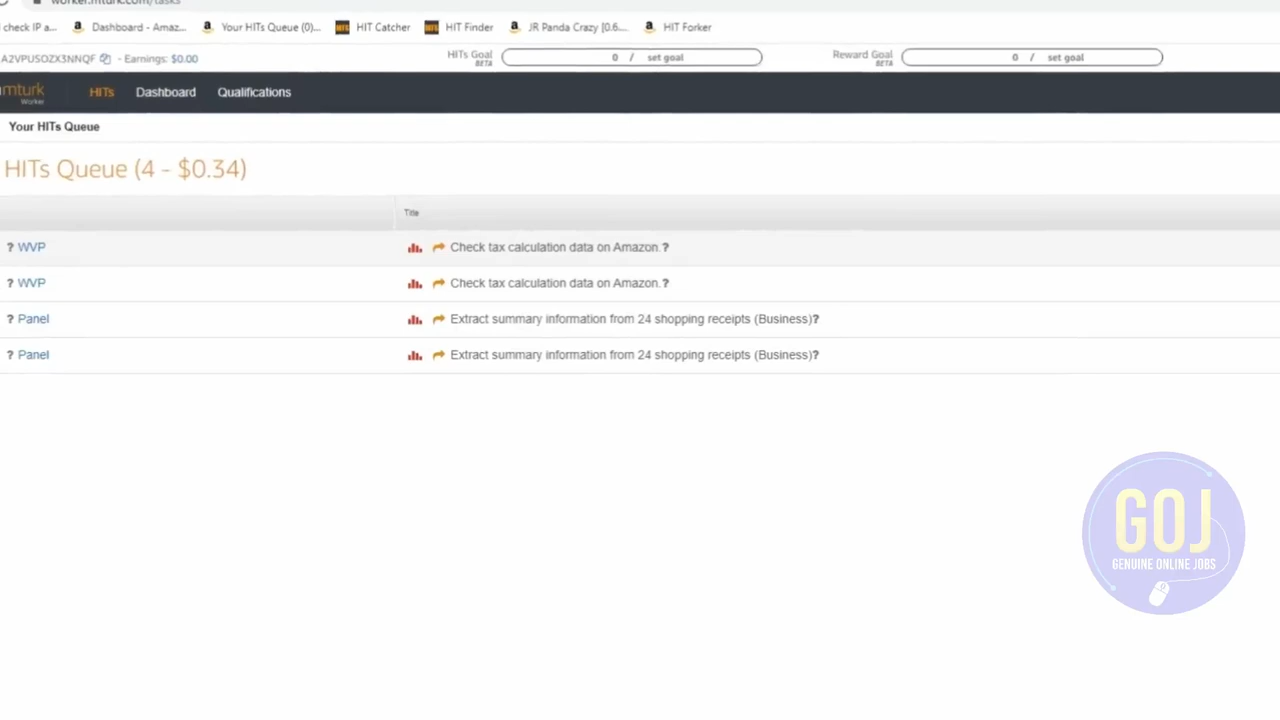 worker.mturk.com/tasks
check IP a... Dashboard - Amaz... Your HITs Queue (0)... HIT Catcher HIT Finder JR Panda Crazy [0.6.... HIT Forker
A2VPUSOZX3NNQF - Earnings: $0.00 HITs Goal BETA 0 / set goal Reward Goal BETA 0 / set goal
mturk Worker HITs Dashboard Qualifications
Your HITs Queue
HITs Queue (4 - $0.34)
Title
? WVP Check tax calculation data on Amazon.?
? WVP Check tax calculation data on Amazon.?
? Panel Extract summary information from 24 shopping receipts (Business)?
? Panel Extract summary information from 24 shopping receipts (Business)?
GOJ
GENUINE ONLINE JOBS